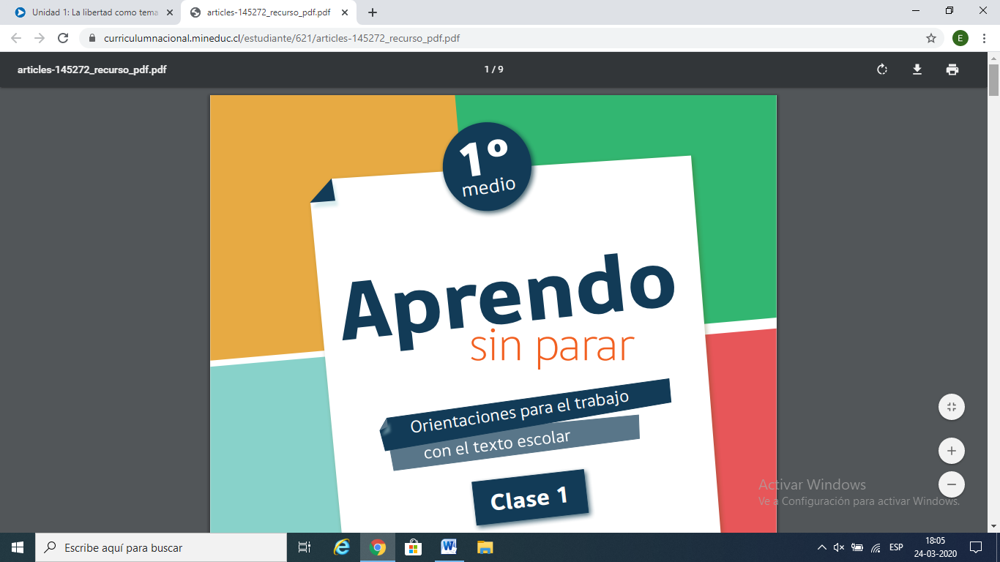 Unidad 1: La libertad como tema
articles-145272_recurso_pdf.pdf
curriculumnacional.mineduc.cl/estudiante/621/articles-145272_recurso_pdf.pdf
E
articles-145272_recurso_pdf.pdf
1 / 9
1º
medio
Aprendo
sin parar
Orientaciones para el trabajo
con el texto escolar
Clase 1
Activar Windows
Ve a Configuración para activar Windows.
Escribe aquí para buscar
ESP
18:05
24-03-2020